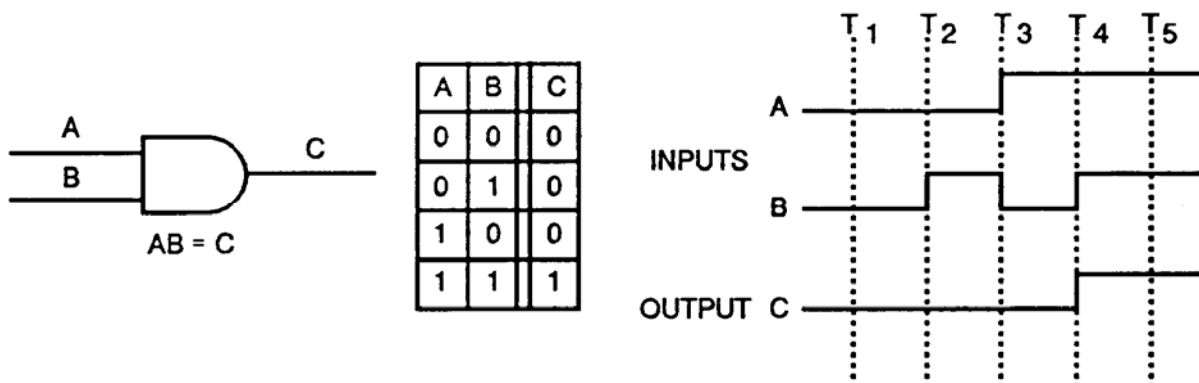 A
B
C
AB = C
A B C
0 0 0
0 1 0
1 0 0
1 1 1
T1 T2 T3 T4 T5
A
INPUTS
B
OUTPUT C